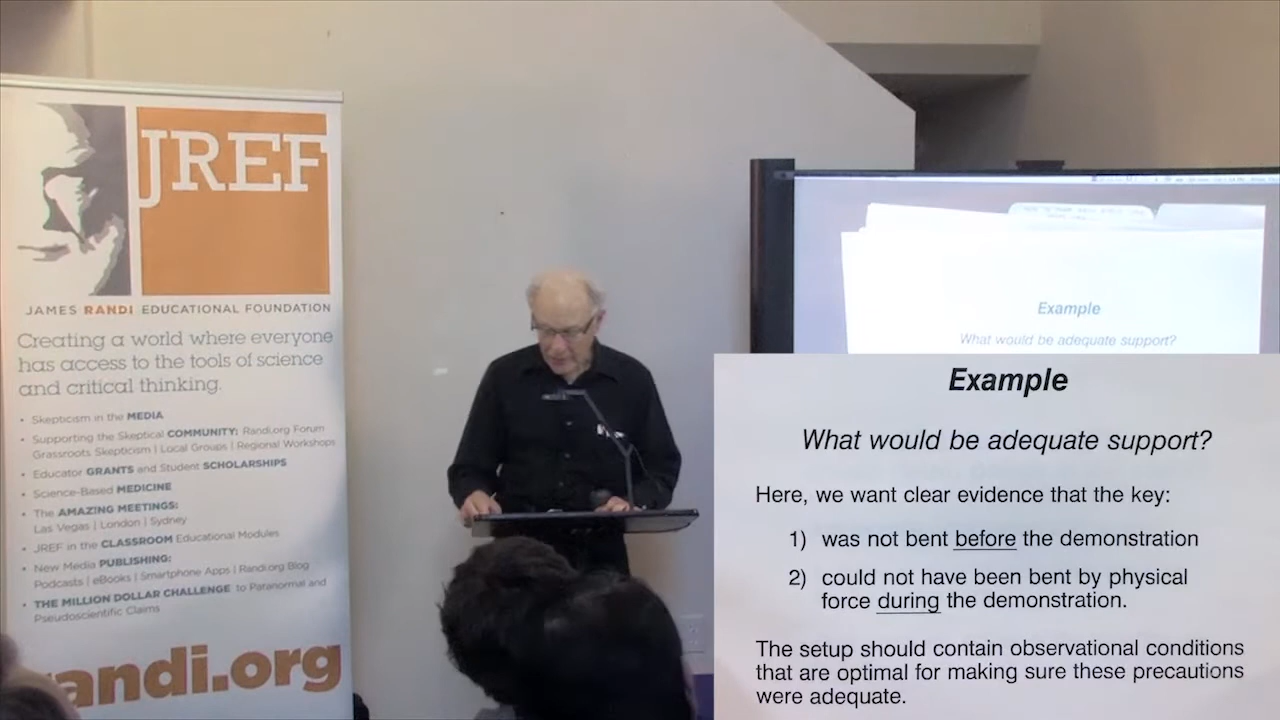 JREF
JAMES RANDI EDUCATIONAL FOUNDATION
Creating a world where everyone
has access to the tools of science
and critical thinking.
• Skepticism in the MEDIA
• Supporting the Skeptical COMMUNITY: Randi.org Forum
Grassroots Skepticism | Local Groups | Regional Workshops
• Educator GRANTS and Student SCHOLARSHIPS
• Science-Based MEDICINE
• The AMAZING MEETINGS:
Las Vegas | London | Sydney
• JREF in the CLASSROOM Educational Modules
• New Media PUBLISHING:
Podcasts | eBooks | Smartphone Apps | Randi.org Blog
• THE MILLION DOLLAR CHALLENGE to Paranormal and
Pseudoscientific Claims
randi.org
Example
What would be adequate support?
Example
What would be adequate support?
Here, we want clear evidence that the key:
1) was not bent before the demonstration
2) could not have been bent by physical
force during the demonstration.
The setup should contain observational conditions
that are optimal for making sure these precautions
were adequate.